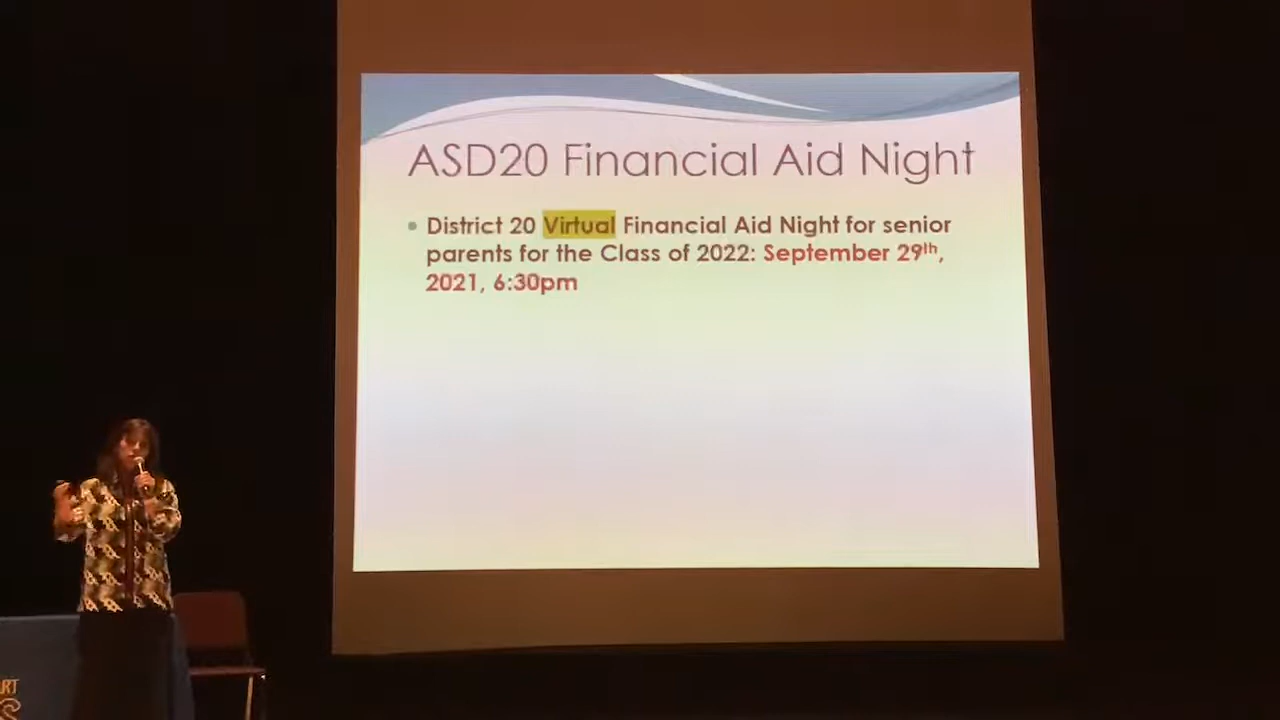 ASD20 Financial Aid Night
• District 20 Virtual Financial Aid Night for senior
parents for the Class of 2022: September 29th,
2021, 6:30pm
ART